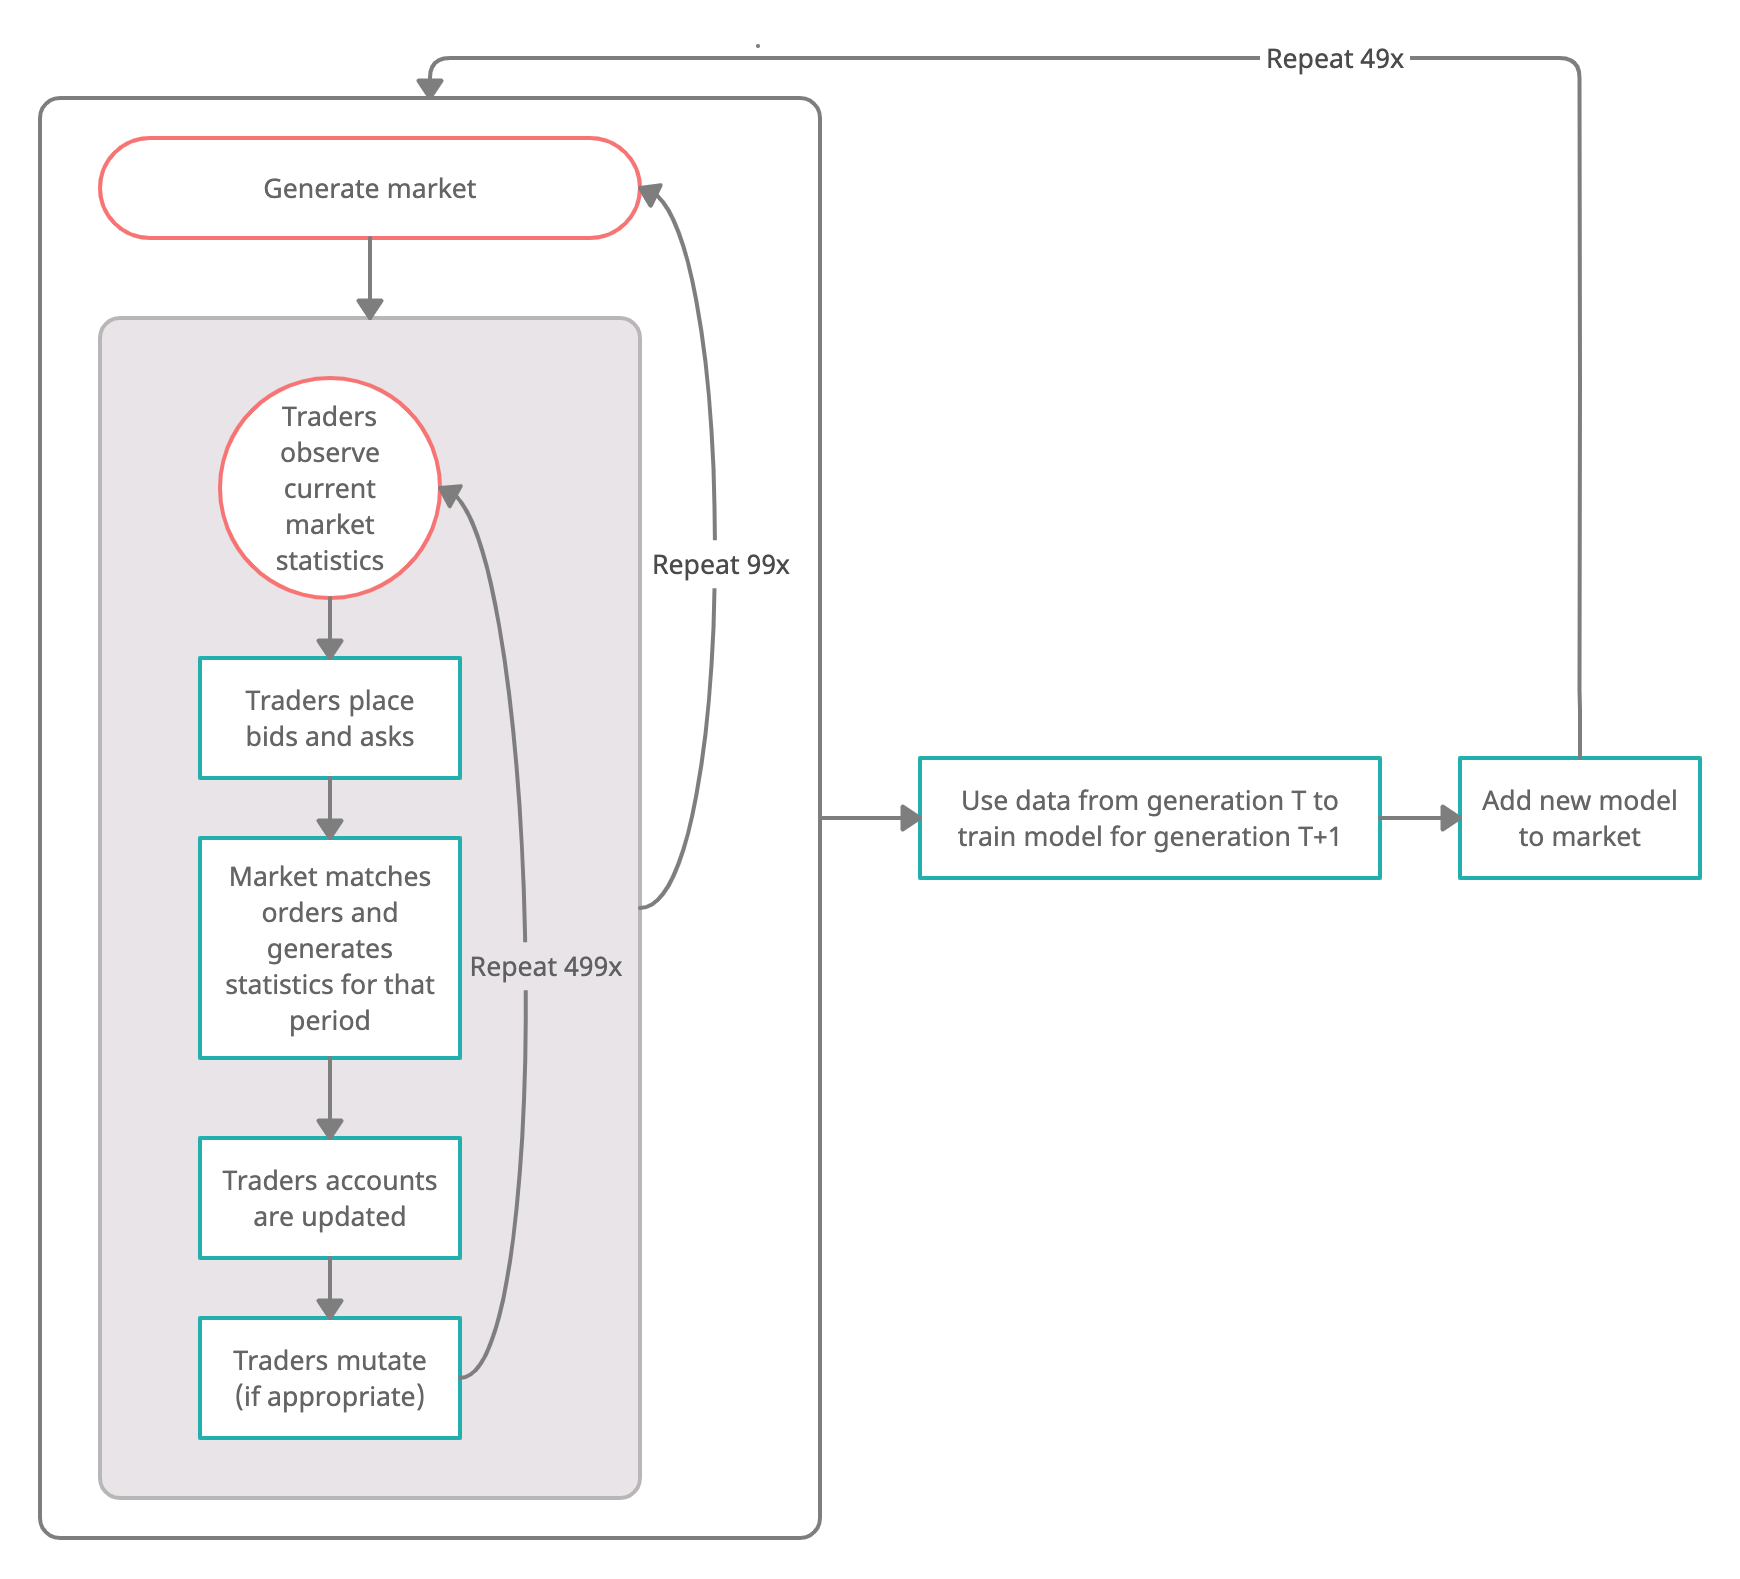 Repeat 49x
Generate market
Traders
observe
current
market
statistics
Repeat 99x
Traders place
bids and asks
Use data from generation T to
train model for generation T+1
Add new model
to market
Market matches
orders and
generates
statistics for that
period
Repeat 499x
Traders accounts
are updated
Traders mutate
(if appropriate)